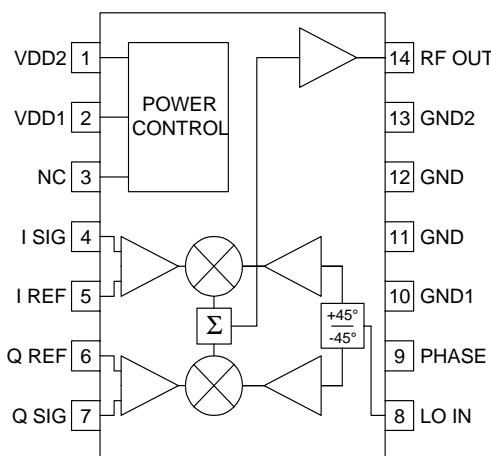 VDD2 1
VDD1 2
NC 3
I SIG 4
I REF 5
Q REF 6
Q SIG 7
POWER
CONTROL
Σ
+45°
-45°
14 RF OUT
13 GND2
12 GND
11 GND
10 GND1
9 PHASE
8 LO IN